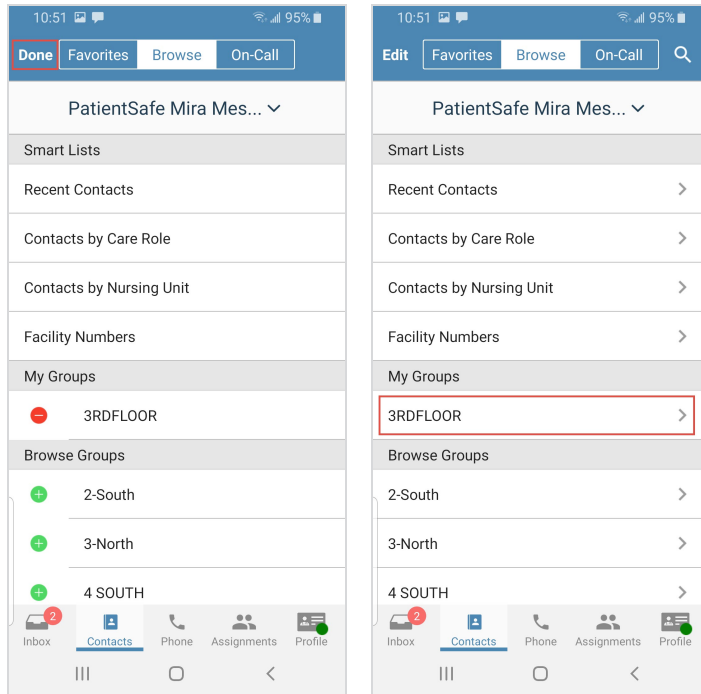 10:51 95%
Done Favorites Browse On-Call
PatientSafe Mira Mes...
Smart Lists
Recent Contacts
Contacts by Care Role
Contacts by Nursing Unit
Facility Numbers
My Groups
3RDFLOOR
Browse Groups
2-South
3-North
4 SOUTH
2
Inbox Contacts Phone Assignments Profile
10:51 95%
Edit Favorites Browse On-Call
PatientSafe Mira Mes...
Smart Lists
Recent Contacts
Contacts by Care Role
Contacts by Nursing Unit
Facility Numbers
My Groups
3RDFLOOR
Browse Groups
2-South
3-North
4 SOUTH
2
Inbox Contacts Phone Assignments Profile